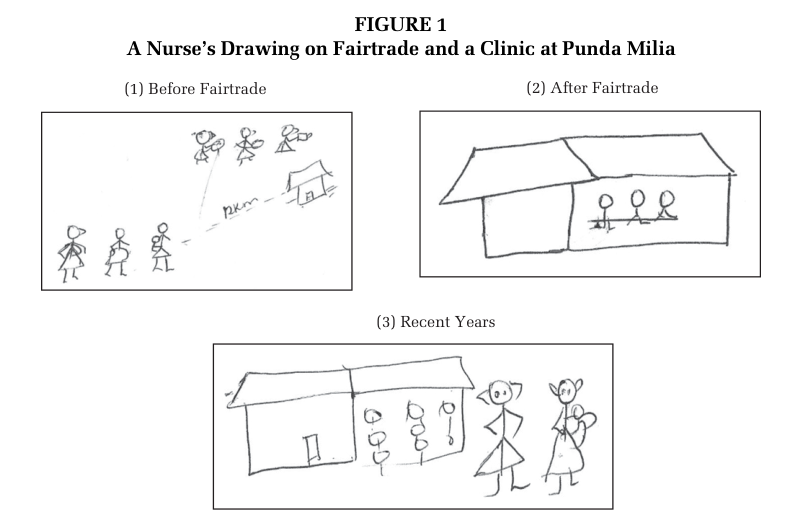 FIGURE 1
A Nurse's Drawing on Fairtrade and a Clinic at Punda Milia
(1) Before Fairtrade
(2) After Fairtrade
12km
(3) Recent Years